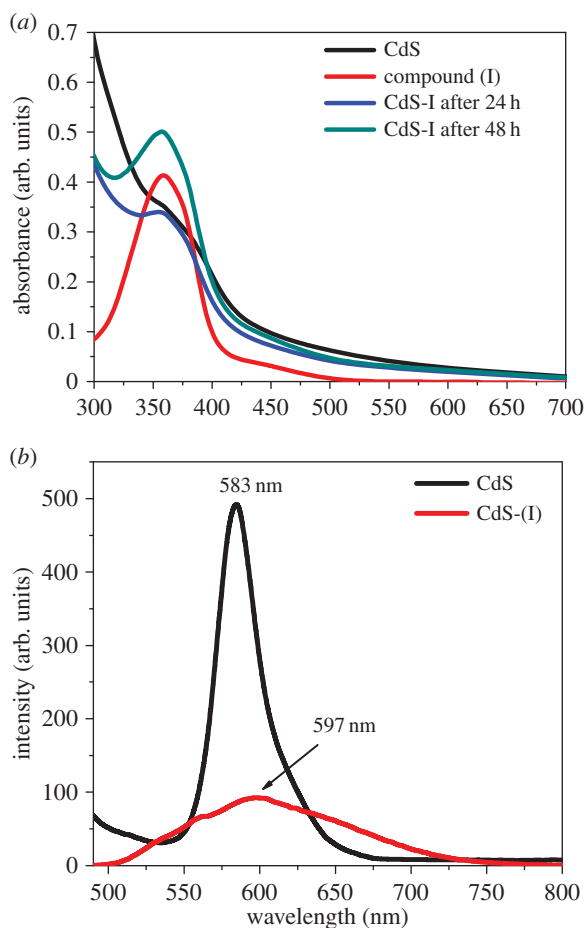 (a)
0.7
0.6
0.5
0.4
0.3
0.2
0.1
0
absorbance (arb. units)
CdS
compound (I)
CdS-I after 24 h
CdS-I after 48 h
300 350 400 450 500 550 600 650 700
(b)
583 nm
CdS
CdS-(I)
597 nm
500
400
300
200
100
0
intensity (arb. units)
500 550 600 650 700 750 800
wavelength (nm)